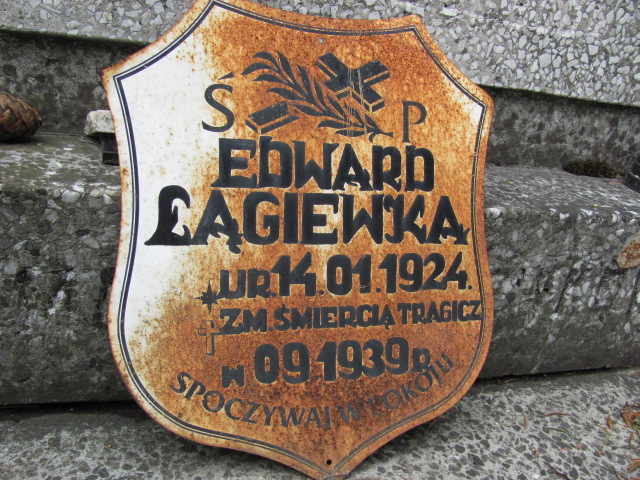 Ś P
EDWARD
ŁĄGIEWKA
UR. 14.01.1924.
ZM. ŚMIERCIĄ TRAGICZ
W 09 1939 R.
SPOCZYWAJ W POKOJU